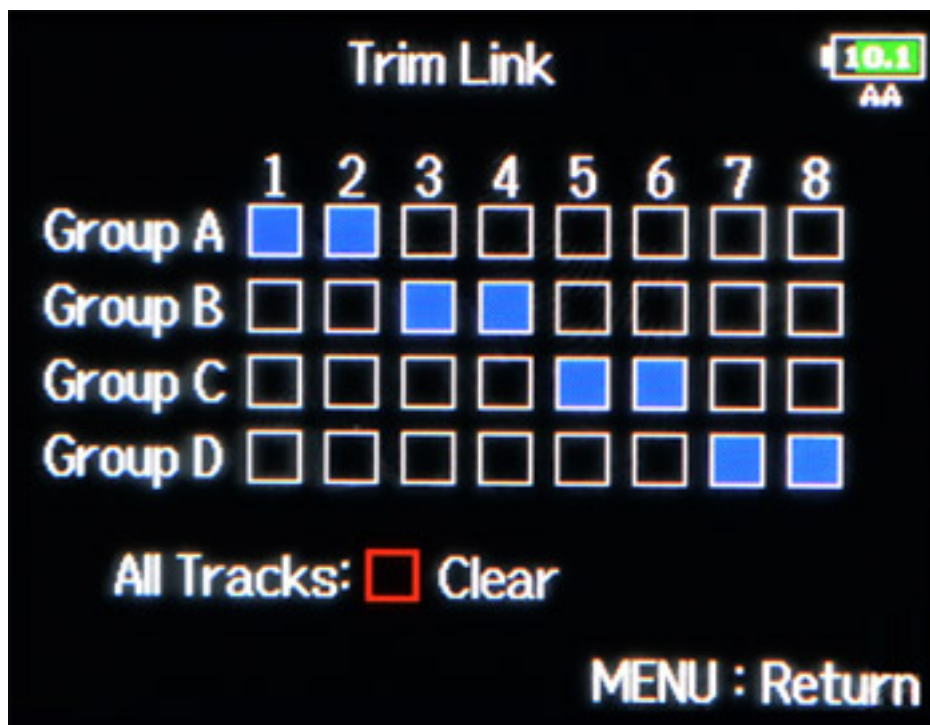 Trim Link
10.1
AA
1 2 3 4 5 6 7 8
Group A
Group B
Group C
Group D
All Tracks: Clear
MENU : Return